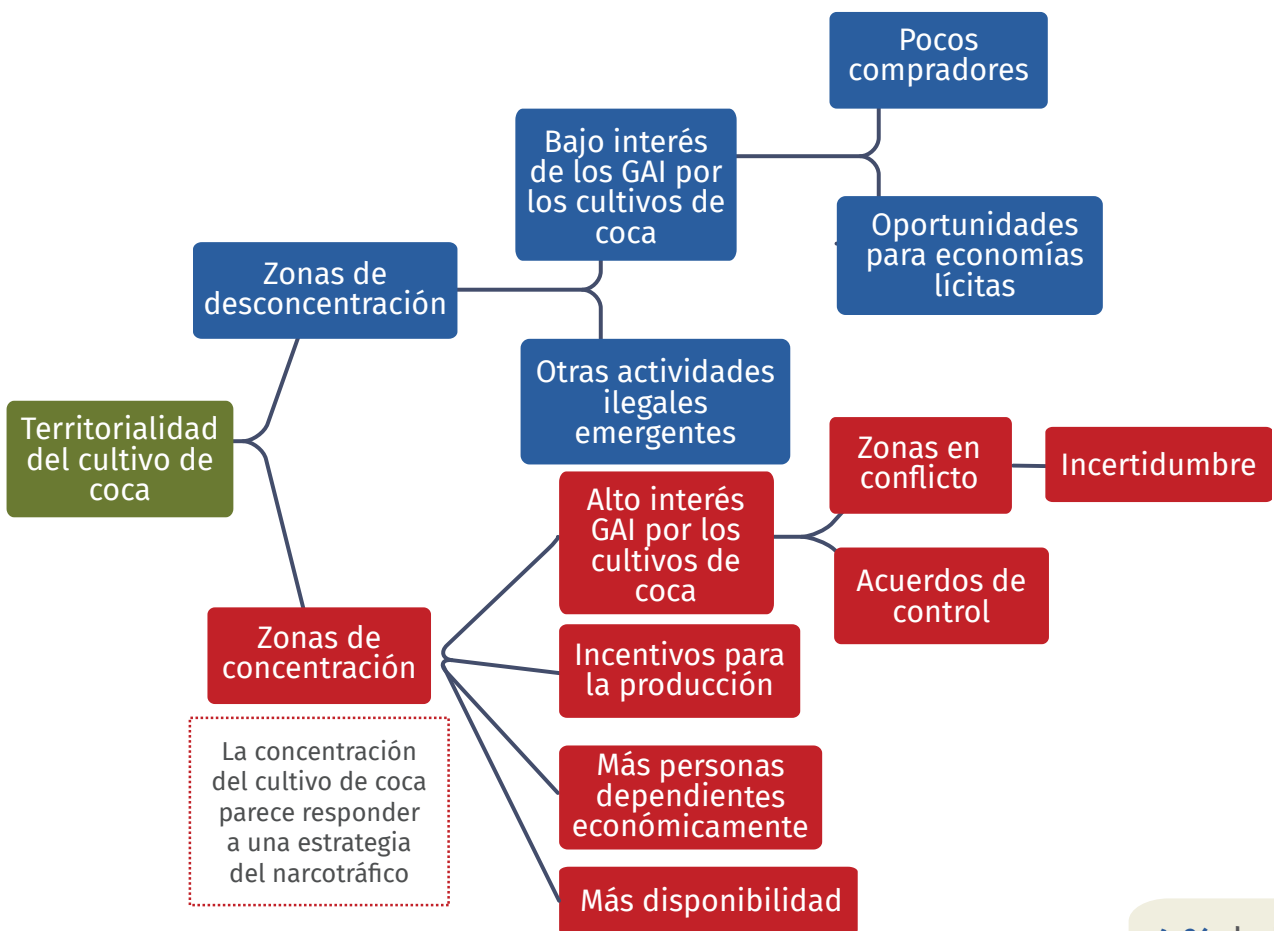 Pocos
compradores
Bajo interés
de los GAI por
los cultivos de
coca
Oportunidades
para economías
lícitas
Zonas de
desconcentración
Otras actividades
ilegales
emergentes
Territorialidad
del cultivo de
coca
Zonas en
conflicto
Incertidumbre
Alto interés
GAI por los
cultivos de
coca
Acuerdos de
control
Zonas de
concentración
Incentivos para
la producción
La concentración
del cultivo de coca
parece responder
a una estrategia
del narcotráfico
Más personas
dependientes
económicamente
Más disponibilidad